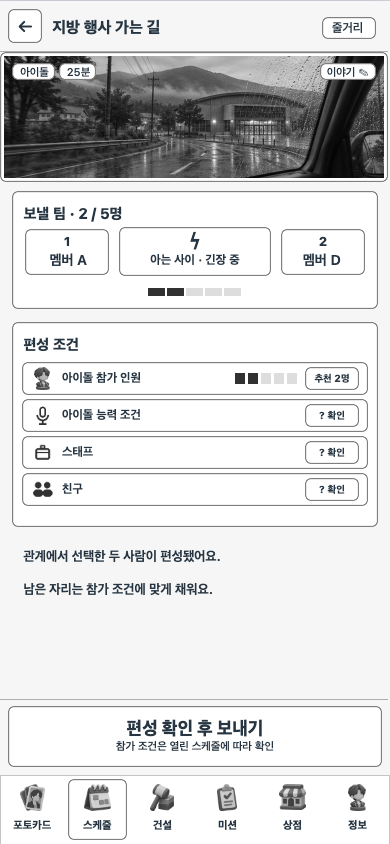 지방 행사 가는 길
줄거리
아이돌
25분
이야기 ✎
보낼 팀 · 2 / 5명
1
멤버 A
아는 사이 · 긴장 중
2
멤버 D
편성 조건
아이돌 참가 인원
추천 2명
아이돌 능력 조건
? 확인
스태프
? 확인
친구
? 확인
관계에서 선택한 두 사람이 편성됐어요.
남은 자리는 참가 조건에 맞게 채워요.
편성 확인 후 보내기
참가 조건은 열린 스케줄에 따라 확인
포토카드
스케줄
건설
미션
상점
정보